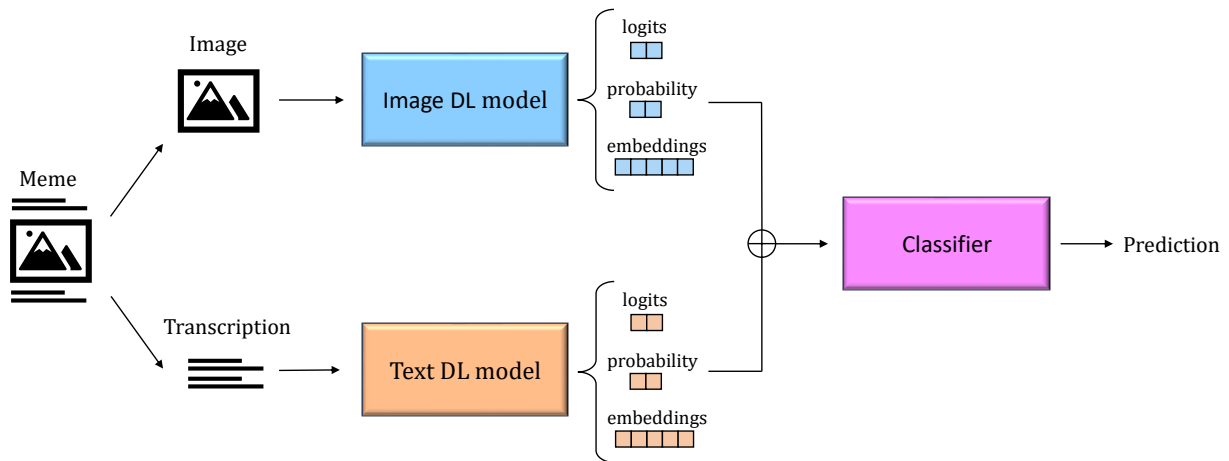 Meme
Image
Image DL model
logits
probability
embeddings
Transcription
Text DL model
logits
probability
embeddings
Classifier
Prediction